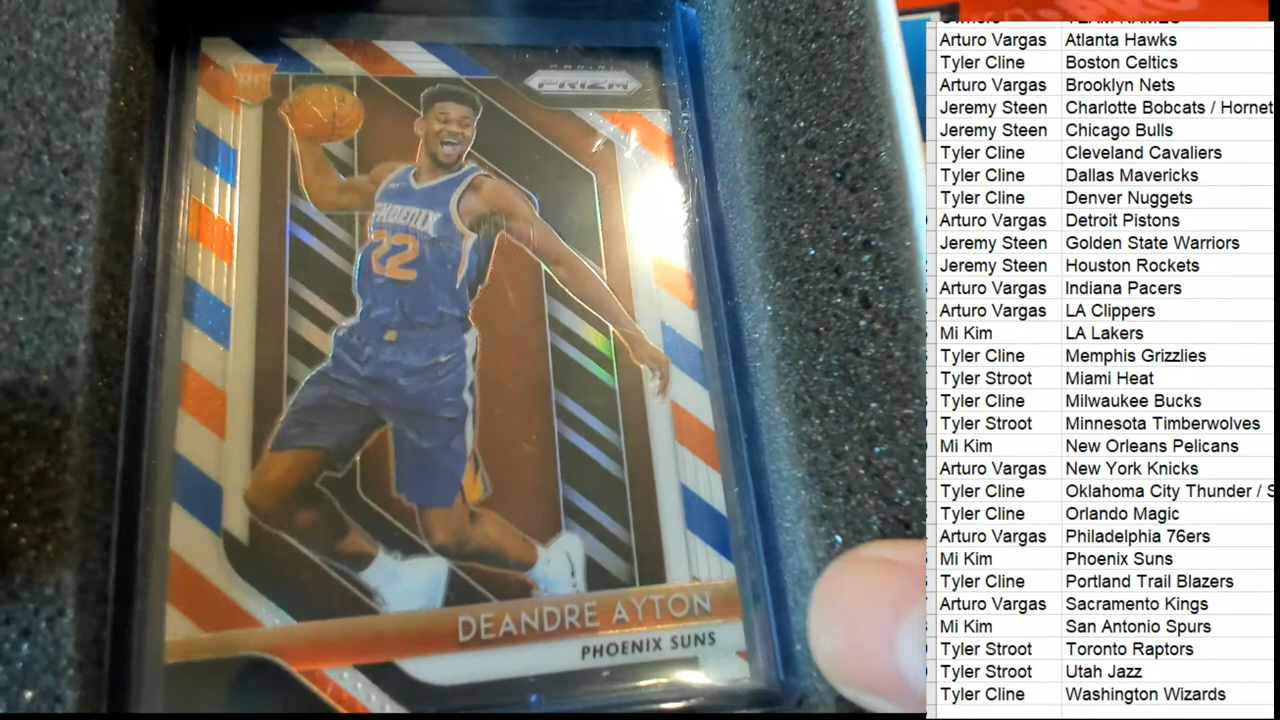 RC
PANINI
PRIZM
PHOENIX
22
DEANDRE AYTON
PHOENIX SUNS
Owners TEAM NAMES
Arturo Vargas Atlanta Hawks
Tyler Cline Boston Celtics
Arturo Vargas Brooklyn Nets
Jeremy Steen Charlotte Bobcats / Hornet
Jeremy Steen Chicago Bulls
Tyler Cline Cleveland Cavaliers
Tyler Cline Dallas Mavericks
Tyler Cline Denver Nuggets
Arturo Vargas Detroit Pistons
Jeremy Steen Golden State Warriors
Jeremy Steen Houston Rockets
Arturo Vargas Indiana Pacers
Arturo Vargas LA Clippers
Mi Kim LA Lakers
Tyler Cline Memphis Grizzlies
Tyler Stroot Miami Heat
Tyler Cline Milwaukee Bucks
Tyler Stroot Minnesota Timberwolves
Mi Kim New Orleans Pelicans
Arturo Vargas New York Knicks
Tyler Cline Oklahoma City Thunder / S
Tyler Cline Orlando Magic
Arturo Vargas Philadelphia 76ers
Mi Kim Phoenix Suns
Tyler Cline Portland Trail Blazers
Arturo Vargas Sacramento Kings
Mi Kim San Antonio Spurs
Tyler Stroot Toronto Raptors
Tyler Stroot Utah Jazz
Tyler Cline Washington Wizards